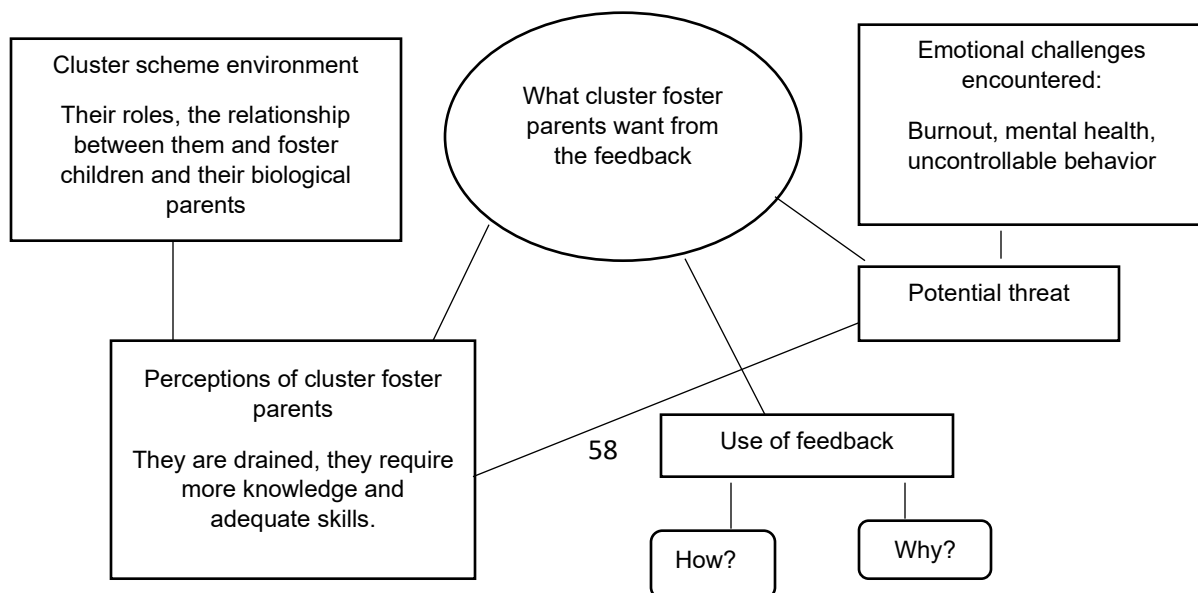 Cluster scheme environment
Their roles, the relationship
between them and foster
children and their biological
parents
What cluster foster
parents want from
the feedback
Emotional challenges
encountered:
Burnout, mental health,
uncontrollable behavior
Potential threat
Perceptions of cluster foster
parents
They are drained, they require
more knowledge and
adequate skills.
58
Use of feedback
How?
Why?